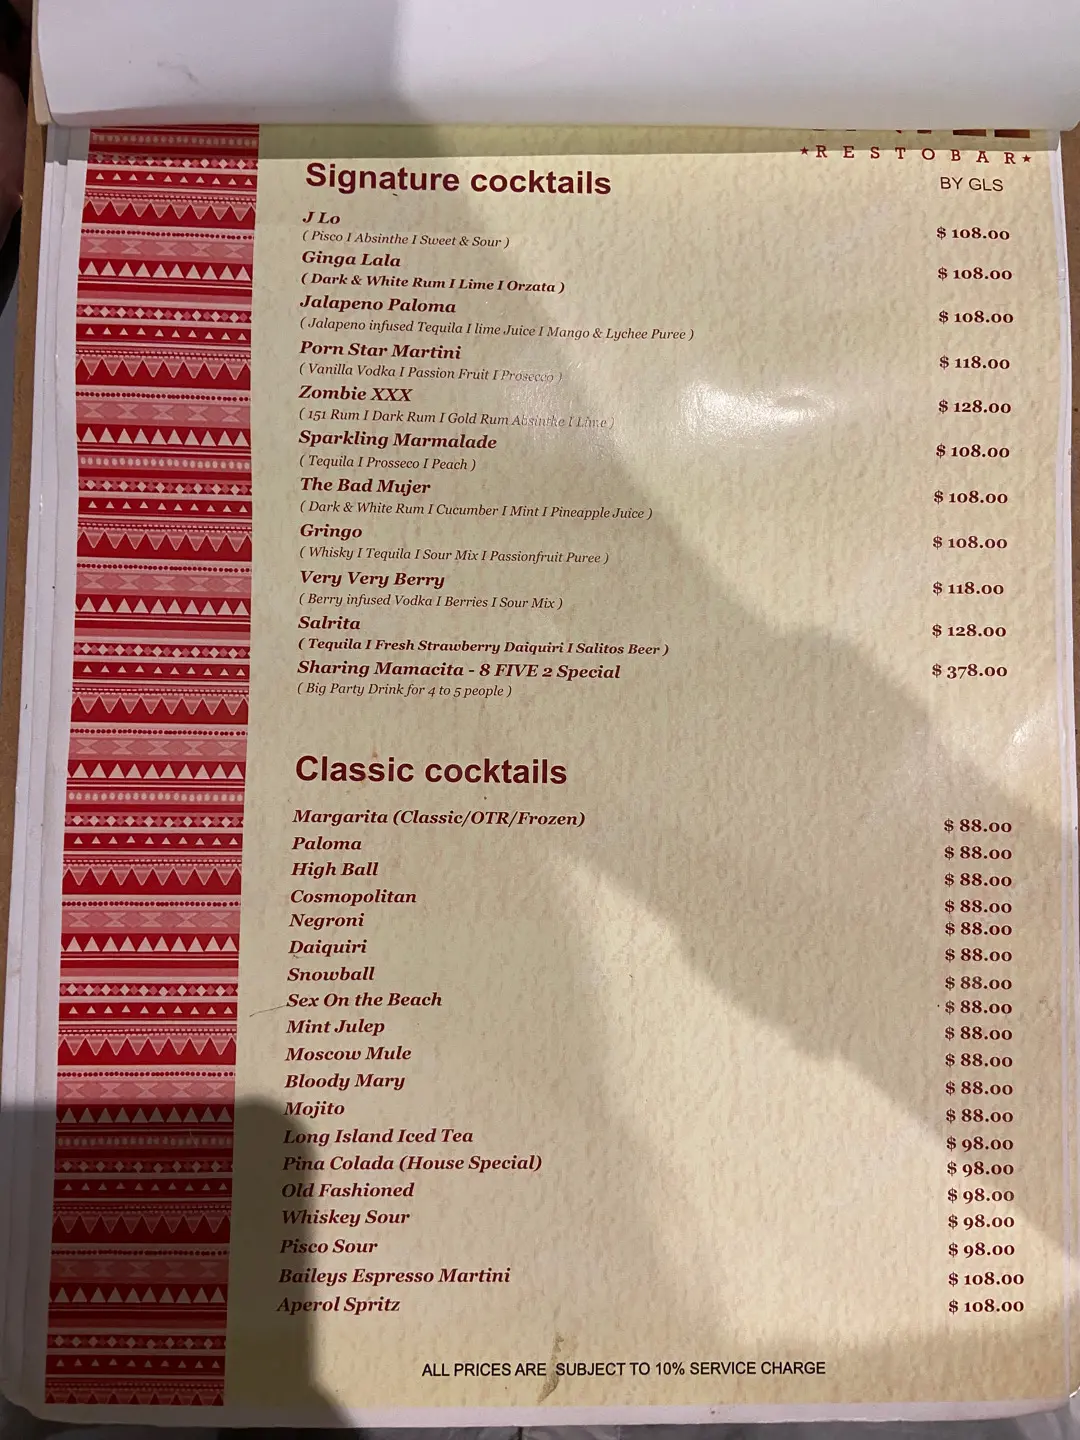 ★RESTOBAR★
BY GLS
Signature cocktails
J Lo $ 108.00
( Pisco I Absinthe I Sweet & Sour )
Ginga Lala $ 108.00
( Dark & White Rum I Lime I Orzata )
Jalapeno Paloma $ 108.00
( Jalapeno infused Tequila I lime Juice I Mango & Lychee Puree )
Porn Star Martini $ 118.00
( Vanilla Vodka I Passion Fruit I Prosecco )
Zombie XXX $ 128.00
( 151 Rum I Dark Rum I Gold Rum Absinthe I Lime )
Sparkling Marmalade $ 108.00
( Tequila I Prosseco I Peach )
The Bad Mujer $ 108.00
( Dark & White Rum I Cucumber I Mint I Pineapple Juice )
Gringo $ 108.00
( Whisky I Tequila I Sour Mix I Passionfruit Puree )
Very Very Berry $ 118.00
( Berry infused Vodka I Berries I Sour Mix )
Salrita $ 128.00
( Tequila I Fresh Strawberry Daiquiri I Salitos Beer )
Sharing Mamacita - 8 FIVE 2 Special $ 378.00
( Big Party Drink for 4 to 5 people )
Classic cocktails
Margarita (Classic/OTR/Frozen) $ 88.00
Paloma $ 88.00
High Ball $ 88.00
Cosmopolitan $ 88.00
Negroni $ 88.00
Daiquiri $ 88.00
Snowball $ 88.00
Sex On the Beach $ 88.00
Mint Julep $ 88.00
Moscow Mule $ 88.00
Bloody Mary $ 88.00
Mojito $ 88.00
Long Island Iced Tea $ 98.00
Pina Colada (House Special) $ 98.00
Old Fashioned $ 98.00
Whiskey Sour $ 98.00
Pisco Sour $ 98.00
Baileys Espresso Martini $ 108.00
Aperol Spritz $ 108.00
ALL PRICES ARE SUBJECT TO 10% SERVICE CHARGE